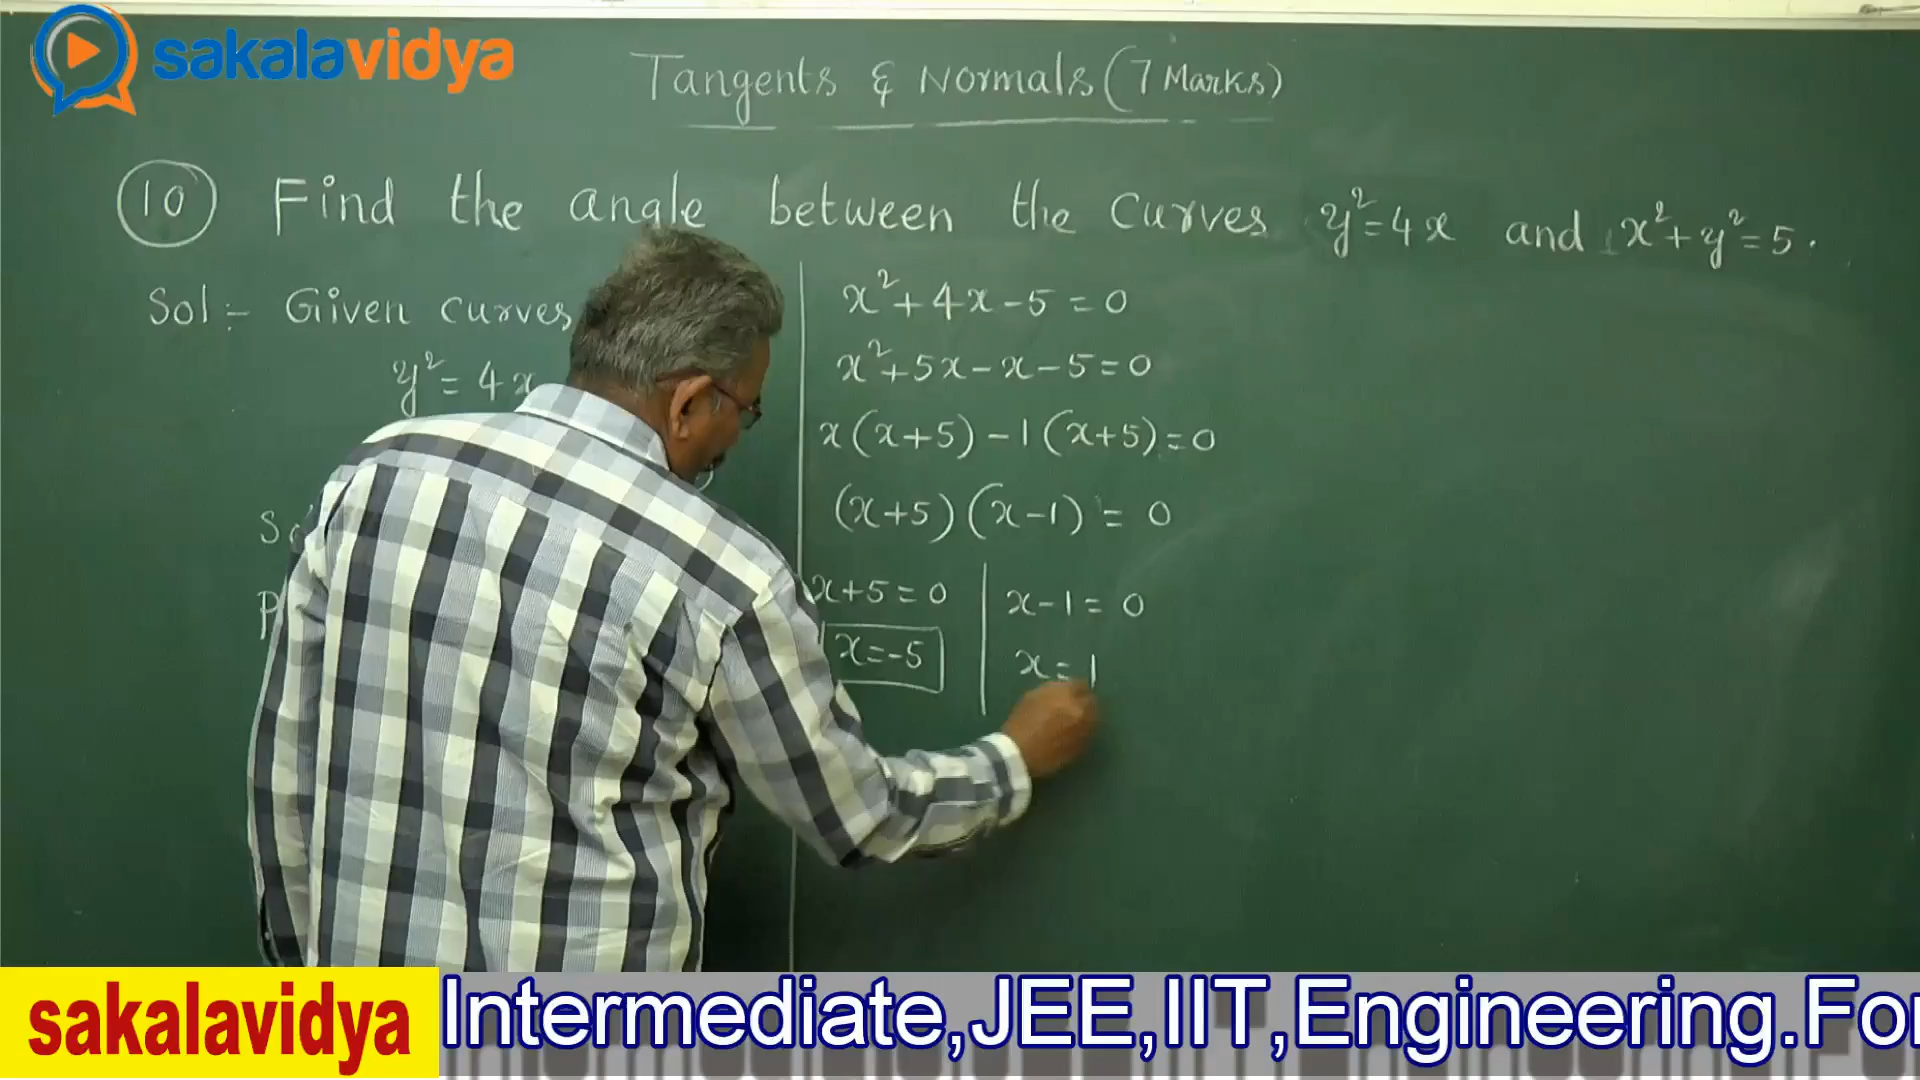 sakalavidya
Tangents & Normals (7 Marks)
10 Find the angle between the curves y²=4x and x²+y²=5.
Sol:- Given curves
y² = 4x
x²+4x-5=0
x²+5x-x-5=0
x(x+5)-1(x+5)=0
(x+5)(x-1)=0
x+5=0
x=-5
x-1=0
x=1
sakalavidya
Intermediate,JEE,IIT,Engineering.For